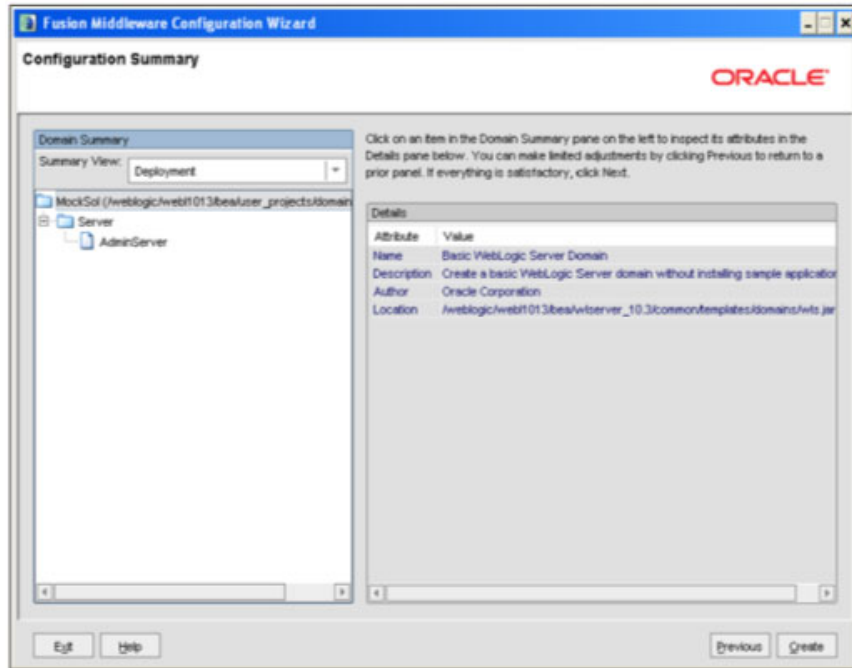 Fusion Middleware Configuration Wizard
Configuration Summary
ORACLE
Domain Summary
Summary View:
Deployment
MockSol (/weblogic/webl1013/bea/user_projects/domain
Server
AdminServer
Click on an item in the Domain Summary pane on the left to inspect its attributes in the
Details pane below. You can make limited adjustments by clicking Previous to return to a
prior panel. If everything is satisfactory, click Next.
Details
Attribute Value
Name Basic WebLogic Server Domain
Description Create a basic WebLogic Server domain without installing sample application
Author Oracle Corporation
Location /weblogic/webl1013/bea/wlserver_10.3/common/templates/domains/wls.jar
Exit Help Previous Create